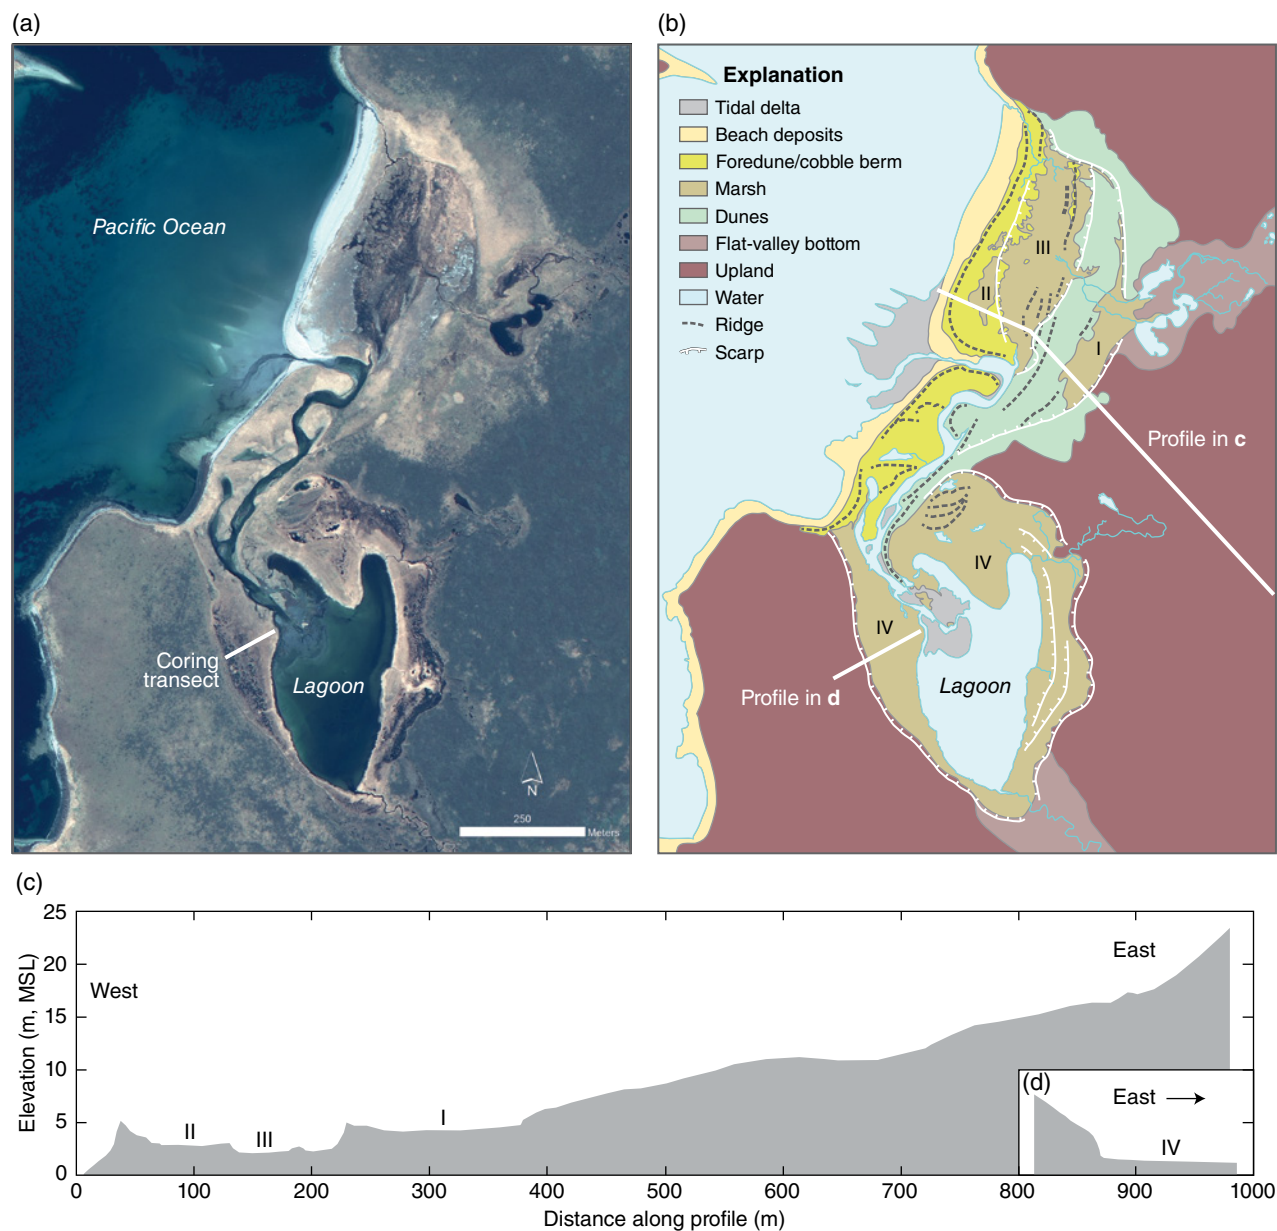 (a)
Pacific Ocean
Coring
transect
Lagoon
N
250
Meters
(b)
Explanation
Tidal delta
Beach deposits
Foredune/cobble berm
Marsh
Dunes
Flat-valley bottom
Upland
Water
Ridge
Scarp
III
II
I
Profile in c
IV
IV
Profile in d
Lagoon
(c)
25
20
15
10
5
0
Elevation (m, MSL)
West
East
II
III
I
(d)
East
IV
0
100
200
300
400
500
600
700
800
900
1000
Distance along profile (m)